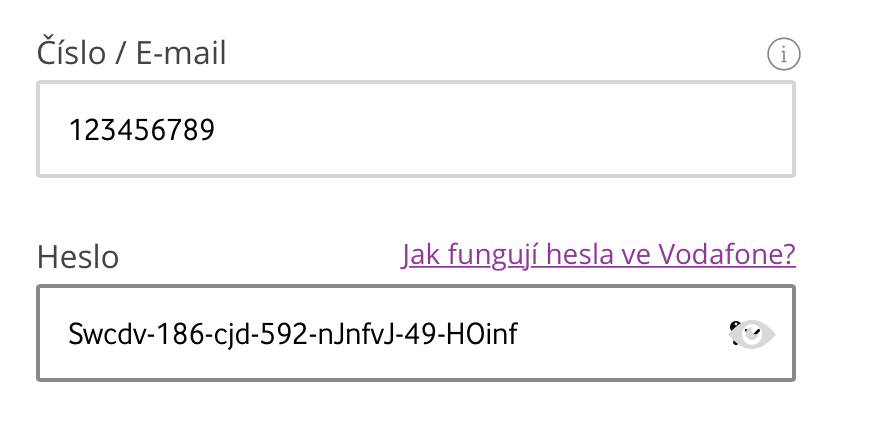 Číslo / E-mail
123456789
Heslo
Jak fungují hesla ve Vodafone?
Swcdv-186-cjd-592-nJnfvJ-49-HOinf